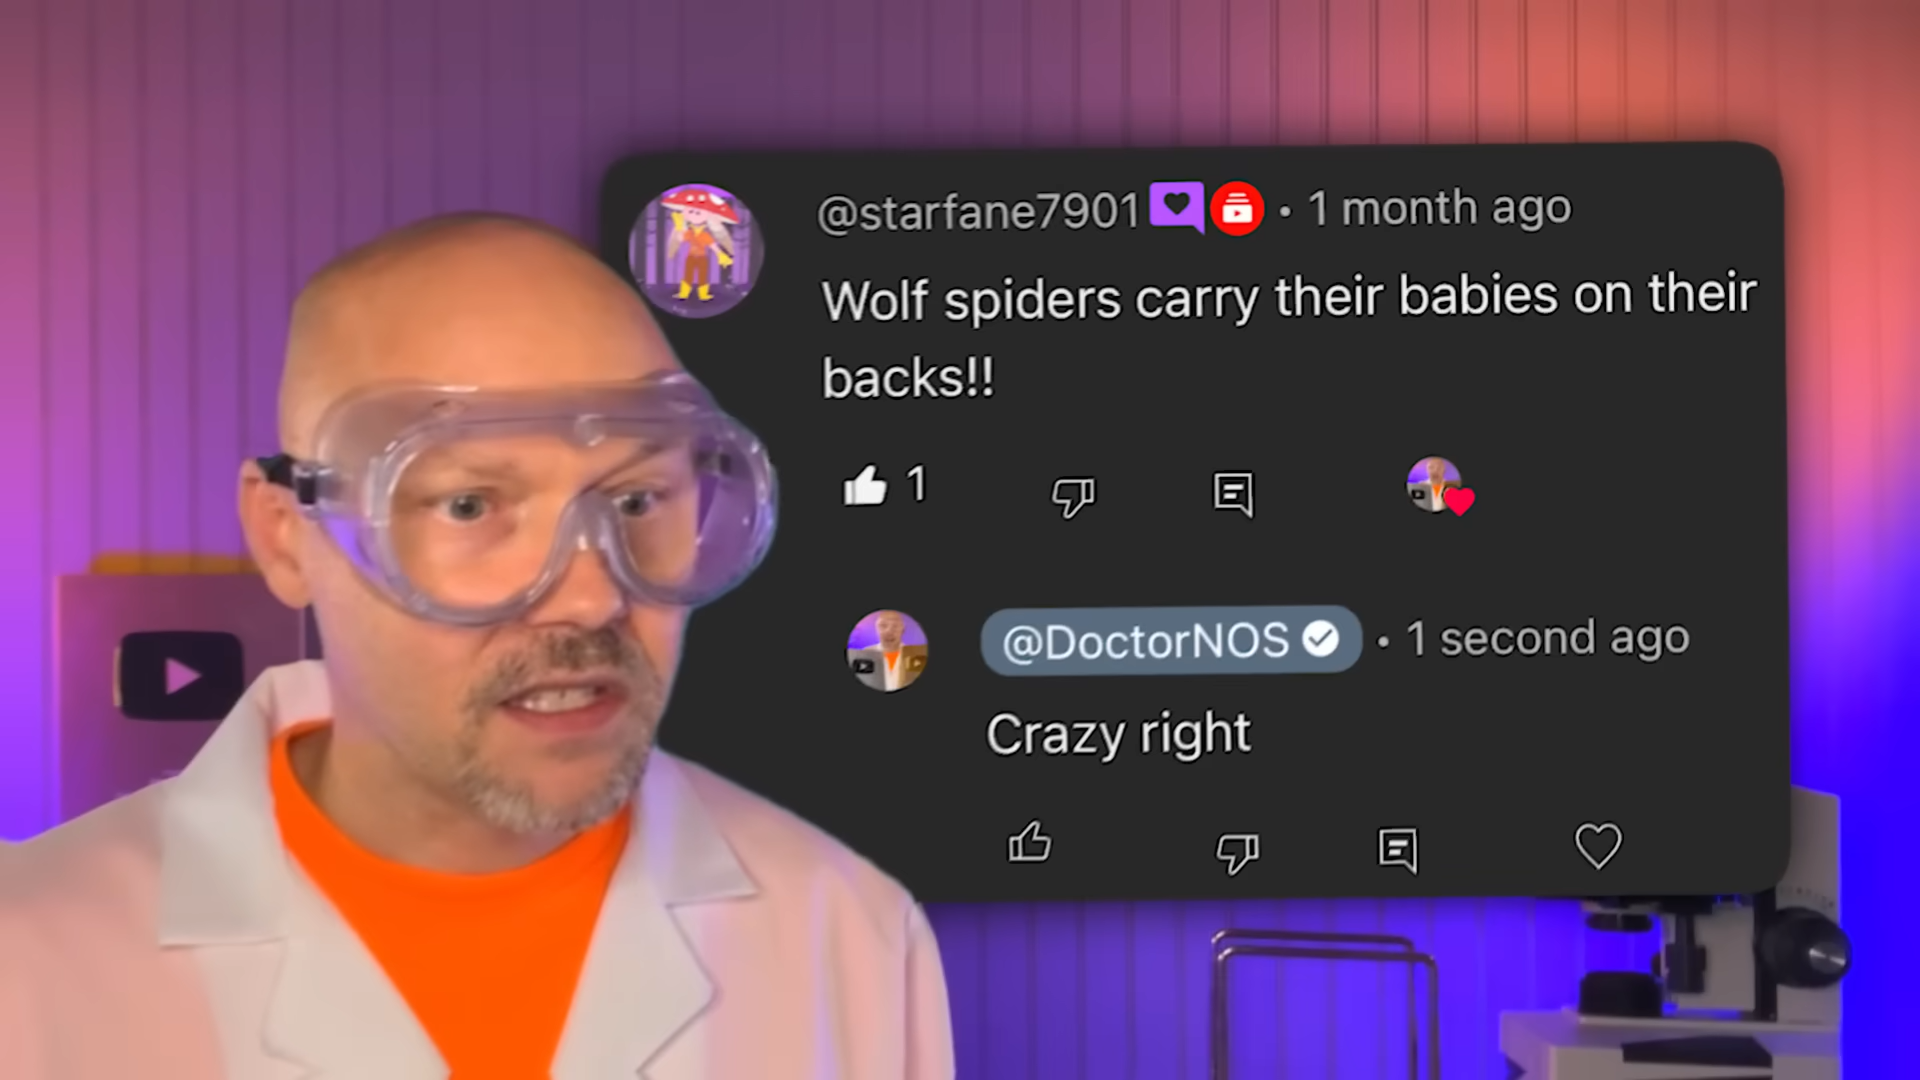 @starfane7901 • 1 month ago
Wolf spiders carry their babies on their
backs!!
1
@DoctorNOS • 1 second ago
Crazy right